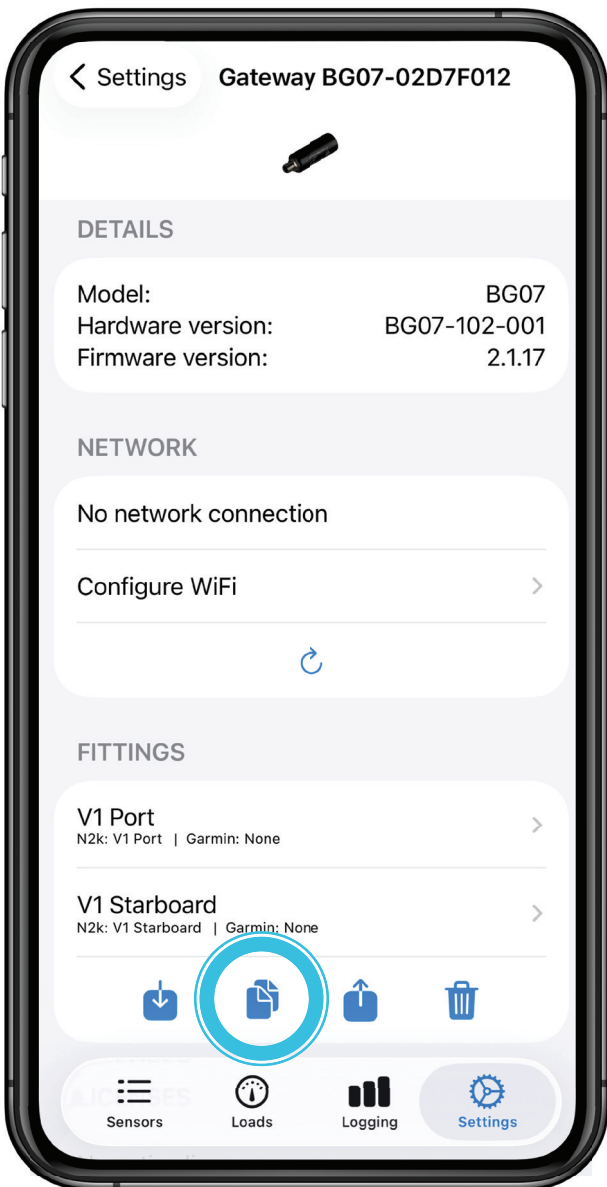 Settings
Gateway BG07-02D7F012
DETAILS
Model: BG07
Hardware version: BG07-102-001
Firmware version: 2.1.17
NETWORK
No network connection
Configure WiFi
FITTINGS
V1 Port
N2k: V1 Port | Garmin: None
V1 Starboard
N2k: V1 Starboard | Garmin: None
Sensors Loads Logging Settings